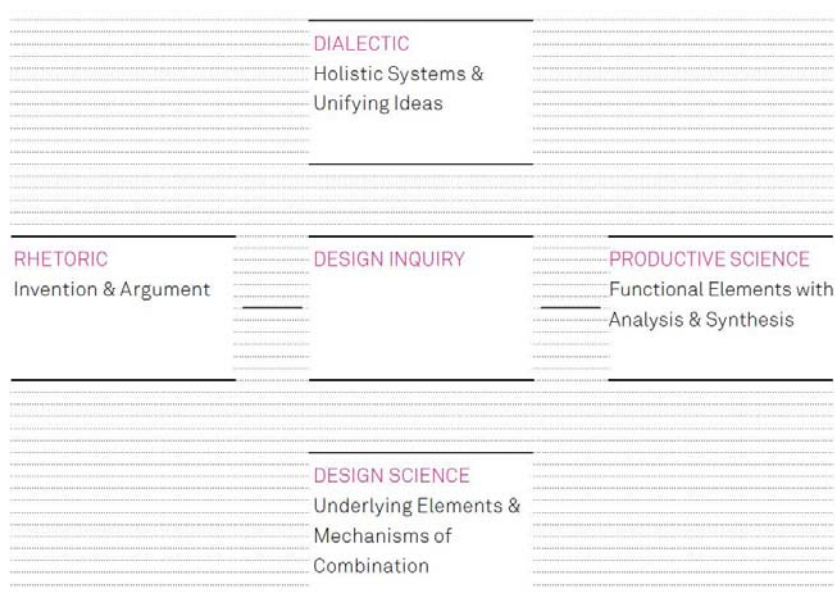 DIALECTIC
Holistic Systems &
Unifying Ideas
RHETORIC
Invention & Argument
DESIGN INQUIRY
PRODUCTIVE SCIENCE
Functional Elements with
Analysis & Synthesis
DESIGN SCIENCE
Underlying Elements &
Mechanisms of
Combination